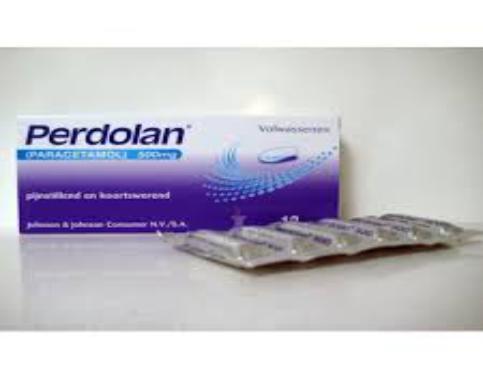 Perdolan®
Volwassenen
(PARACETAMOL) 500mg
pijnstillend en koortswerend
Johnson & Johnson Consumer N.V./S.A.